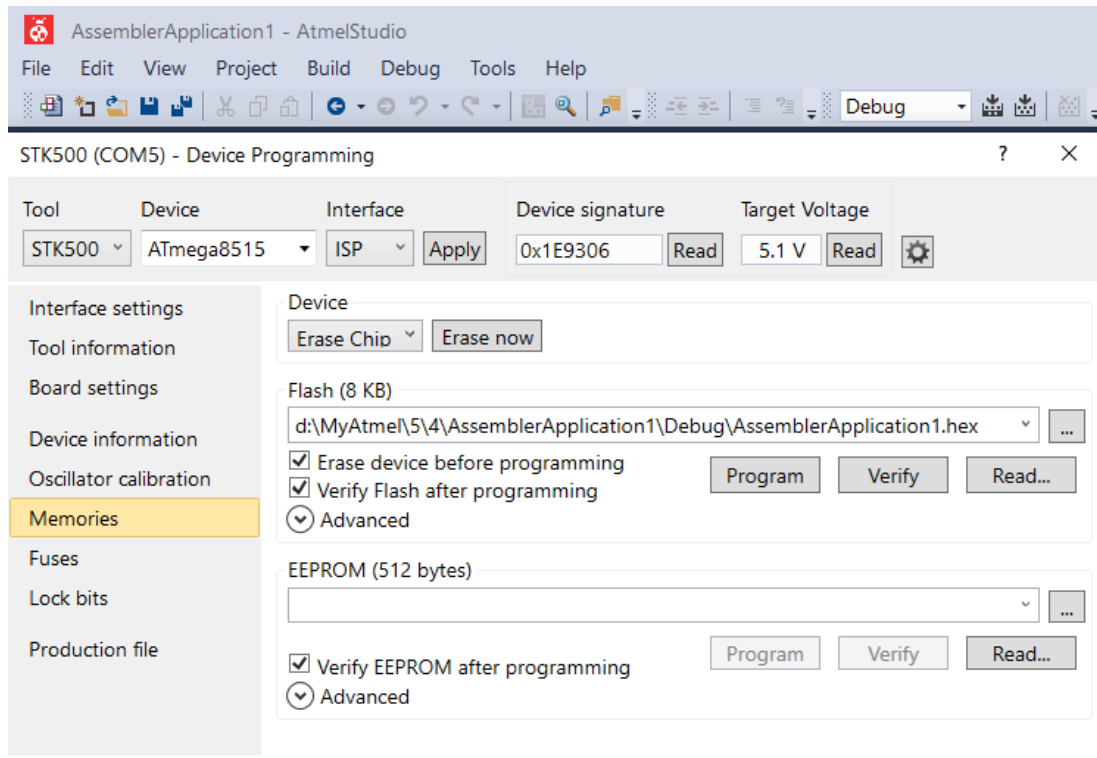 AssemblerApplication1 - AtmelStudio
File Edit View Project Build Debug Tools Help
Debug
STK500 (COM5) - Device Programming ?
Tool Device Interface Device signature Target Voltage
STK500 ATmega8515 ISP Apply 0x1E9306 Read 5.1 V Read
Interface settings
Tool information
Board settings
Device information
Oscillator calibration
Memories
Fuses
Lock bits
Production file
Device
Erase Chip Erase now
Flash (8 KB)
d:\MyAtmel\5\4\AssemblerApplication1\Debug\AssemblerApplication1.hex ...
Erase device before programming
Verify Flash after programming
Program Verify Read...
Advanced
EEPROM (512 bytes)
...
Program Verify Read...
Verify EEPROM after programming
Advanced